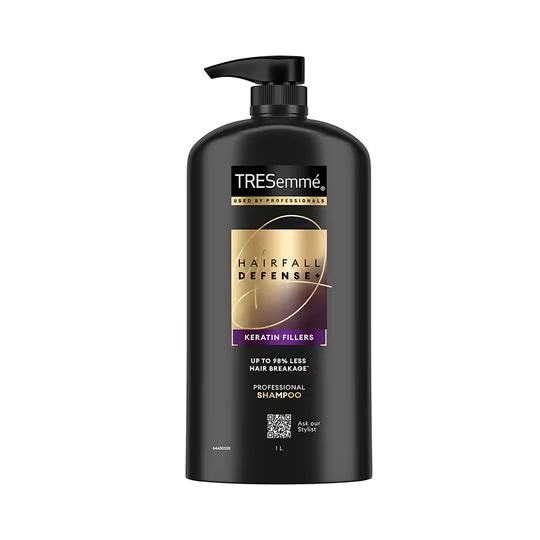 TRESemmé®
USED BY PROFESSIONALS
HAIRFALL
DEFENSE+
KERATIN FILLERS
UP TO 98% LESS
HAIR BREAKAGE*
PROFESSIONAL
SHAMPOO
Ask our
Stylist
1 L